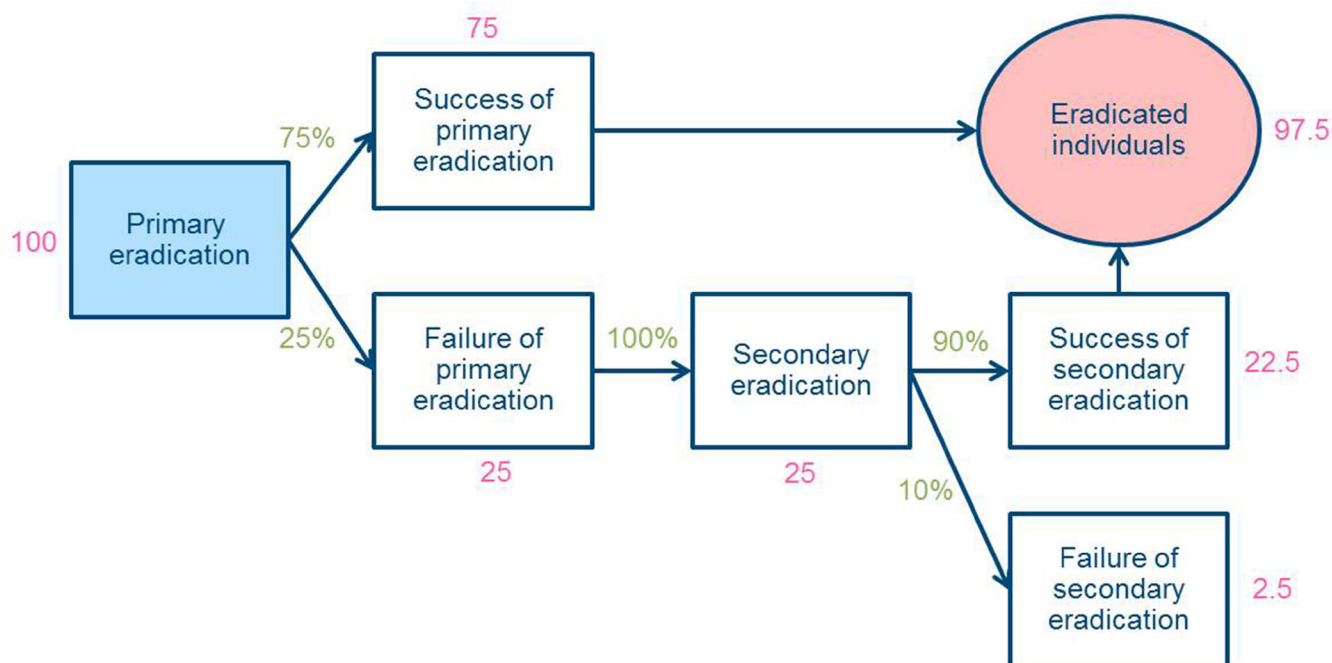 75
Success of
primary
eradication
75%
Eradicated
individuals
97.5
Primary
eradication
100
25%
Failure of
primary
eradication
25
100%
Secondary
eradication
25
90%
Success of
secondary
eradication
22.5
10%
Failure of
secondary
eradication
2.5